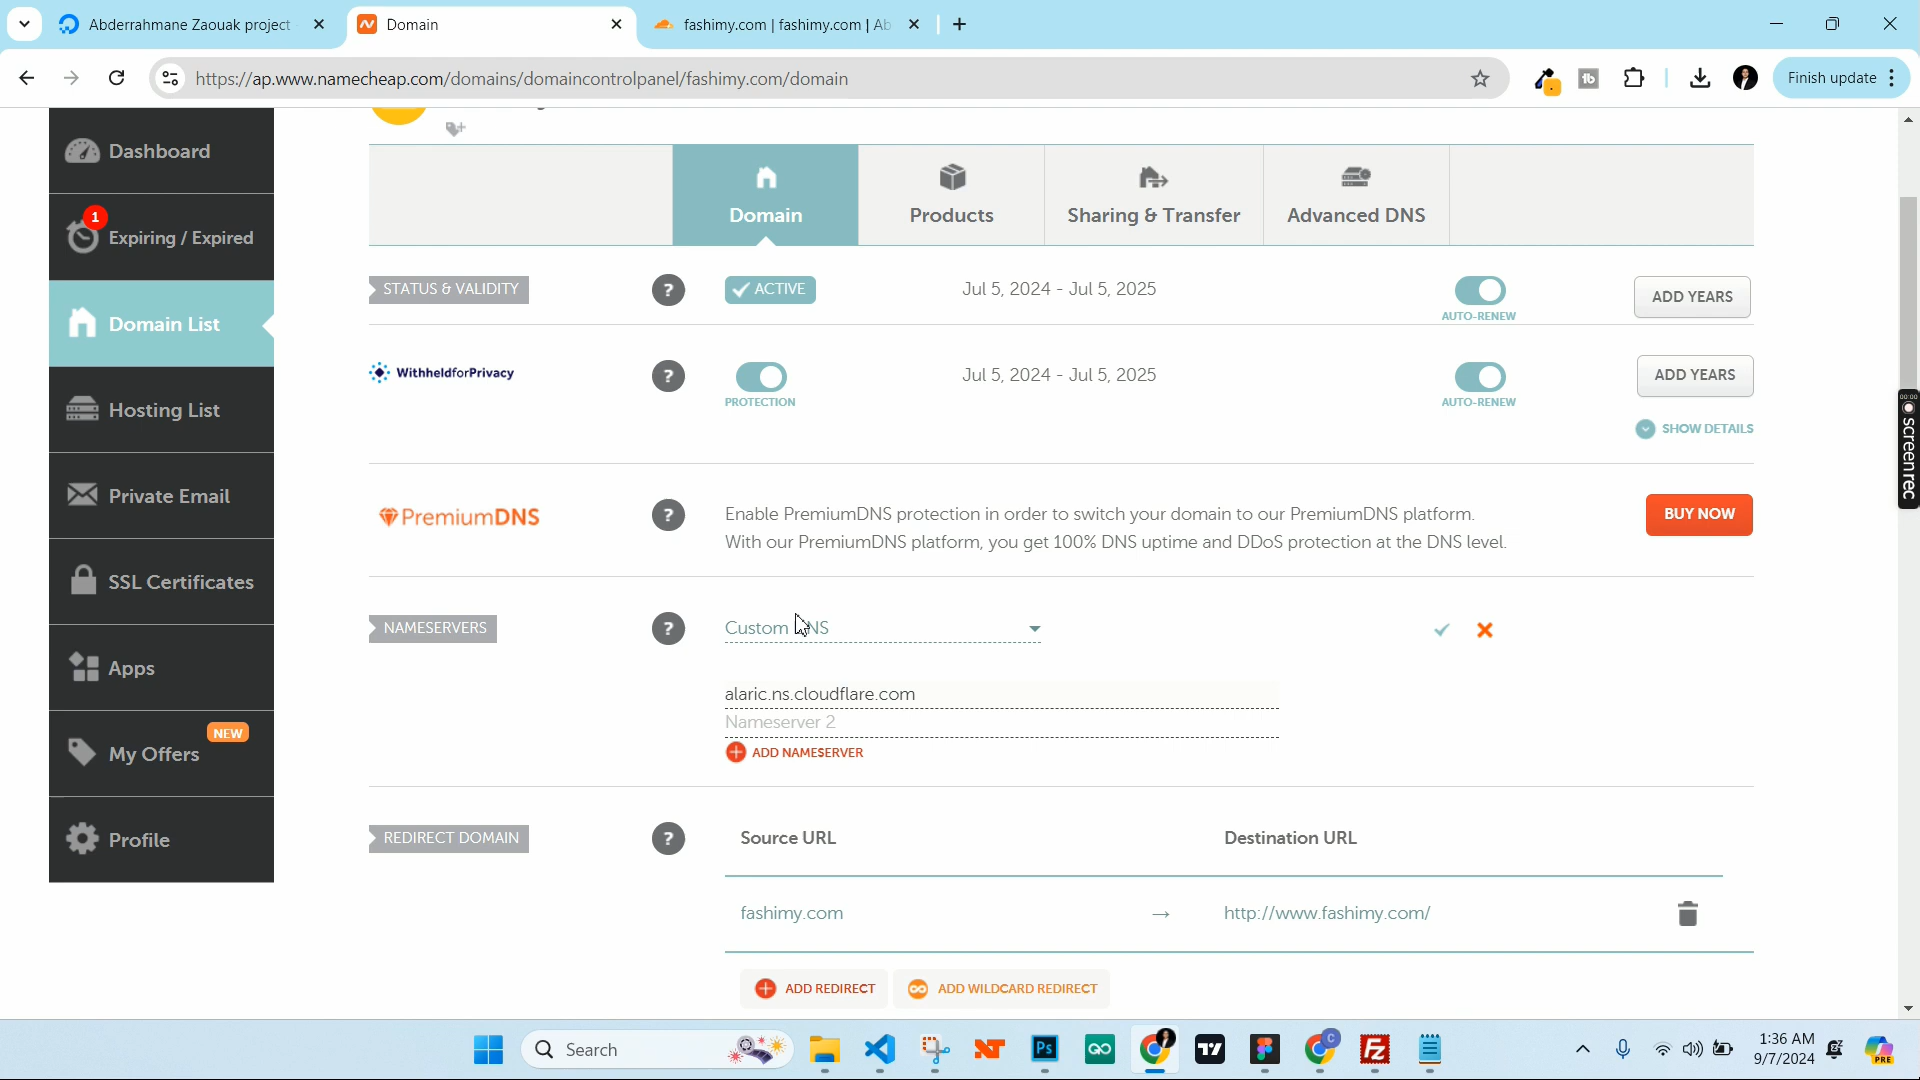 Abderrahmane Zaouak project
Domain
fashimy.com | fashimy.com | Ab
https://ap.www.namecheap.com/domains/domaincontrolpanel/fashimy.com/domain
Finish update
Dashboard
1
Expiring / Expired
Domain List
Hosting List
Private Email
SSL Certificates
Apps
NEW
My Offers
Profile
Domain
Products
Sharing & Transfer
Advanced DNS
STATUS & VALIDITY
?
ACTIVE
Jul 5, 2024 - Jul 5, 2025
AUTO-RENEW
ADD YEARS
WithheldforPrivacy
?
PROTECTION
Jul 5, 2024 - Jul 5, 2025
AUTO-RENEW
ADD YEARS
SHOW DETAILS
PremiumDNS
?
Enable PremiumDNS protection in order to switch your domain to our PremiumDNS platform.
With our PremiumDNS platform, you get 100% DNS uptime and DDoS protection at the DNS level.
BUY NOW
NAMESERVERS
?
Custom DNS
alaric.ns.cloudflare.com
Nameserver 2
ADD NAMESERVER
REDIRECT DOMAIN
?
Source URL
Destination URL
fashimy.com
→
http://www.fashimy.com/
ADD REDIRECT
ADD WILDCARD REDIRECT
00:00
screenrec
Search
NT
Ps
Fz
1:36 AM
9/7/2024
PRE